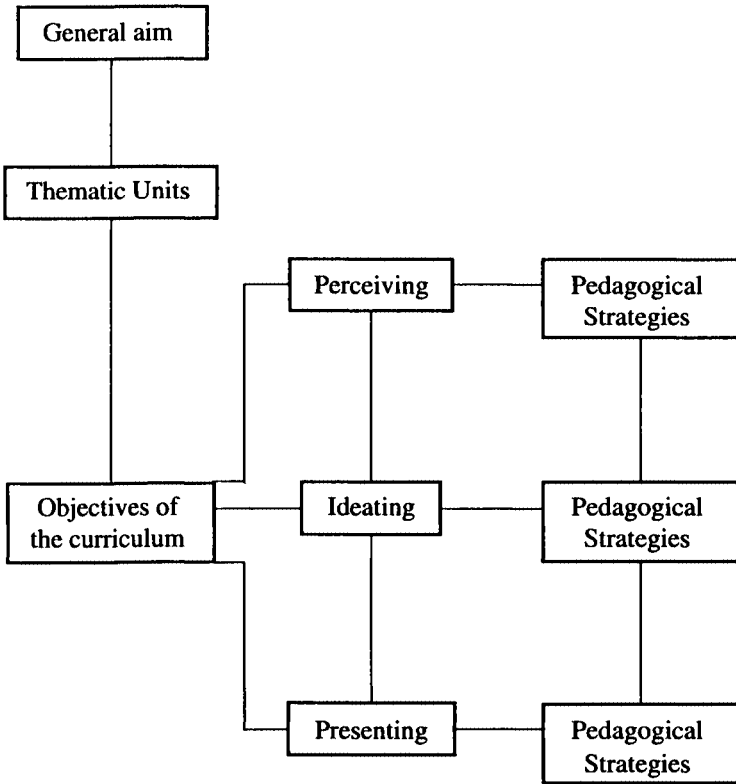 General aim
Thematic Units
Perceiving
Pedagogical
Strategies
Objectives of
the curriculum
Ideating
Pedagogical
Strategies
Presenting
Pedagogical
Strategies